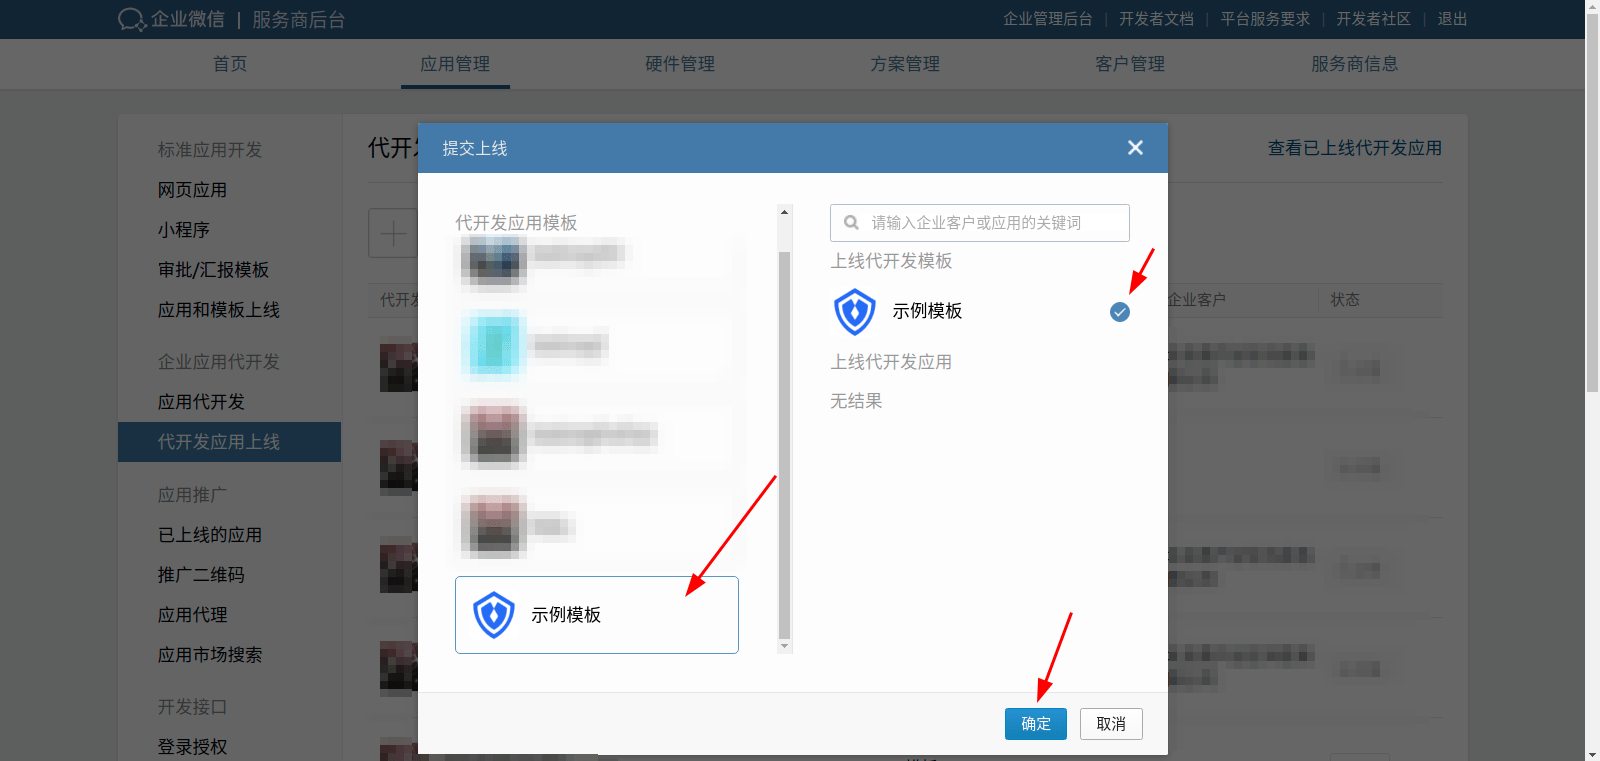 企业微信 | 服务商后台
企业管理后台 | 开发者文档 | 平台服务要求 | 开发者社区 | 退出
首页 应用管理 硬件管理 方案管理 客户管理 服务商信息
标准应用开发
网页应用
小程序
审批/汇报模板
应用和模板上线
企业应用代开发
应用代开发
代开发应用上线
应用推广
已上线的应用
推广二维码
应用代理
应用市场搜索
开发接口
登录授权
代开
查看已上线代开发应用
代开
企业客户
状态
提交上线
代开发应用模板
示例模板
请输入企业客户或应用的关键词
上线代开发模板
示例模板
上线代开发应用
无结果
确定 取消